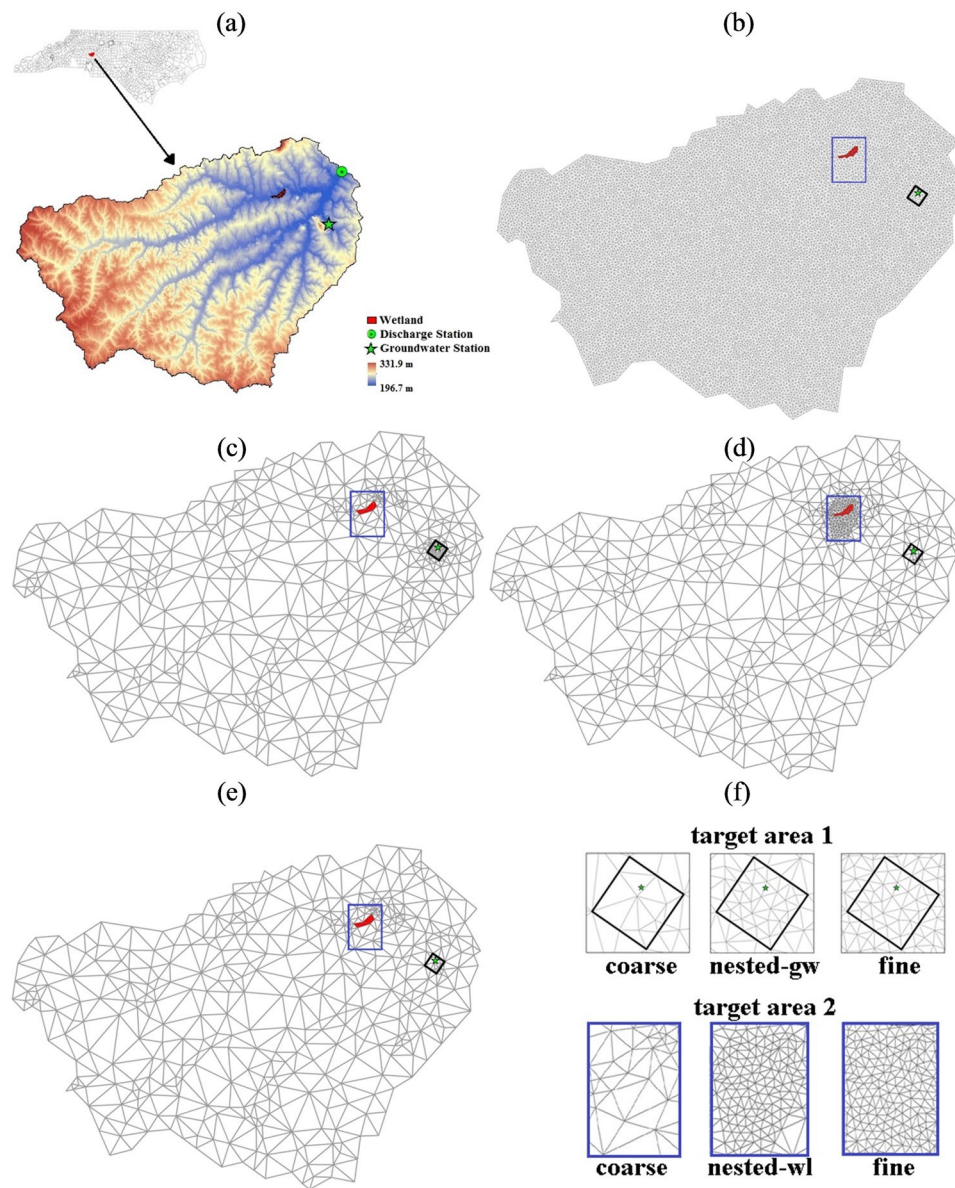 (a)
(b)
Wetland
Discharge Station
Groundwater Station
331.9 m
196.7 m
(c)
(d)
(e)
(f)
target area 1
coarse nested-gw fine
target area 2
coarse nested-wl fine